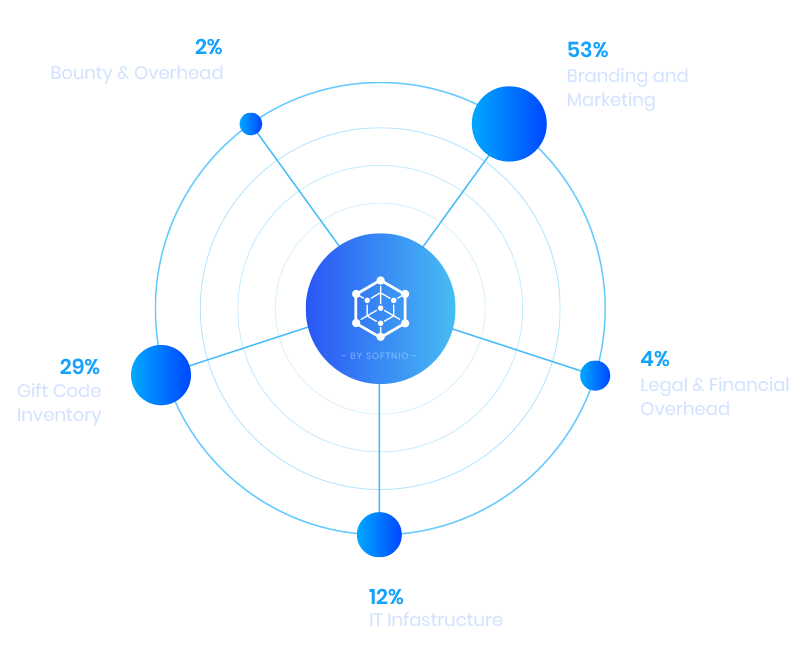 2%
Bounty & Overhead
53%
Branding and
Marketing
- BY SOFTNIO -
29%
Gift Code
Inventory
4%
Legal & Financial
Overhead
12%
IT Infastructure